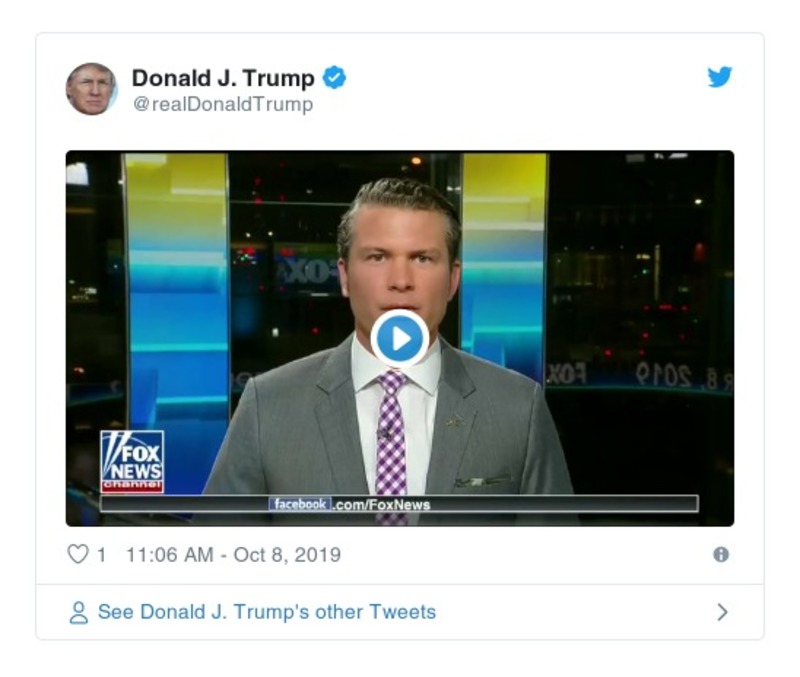 Donald J. Trump
@realDonaldTrump
FOX
FOX
8, 2019
FOX
NEWS
channel
facebook.com/FoxNews
1 11:06 AM - Oct 8, 2019
See Donald J. Trump's other Tweets